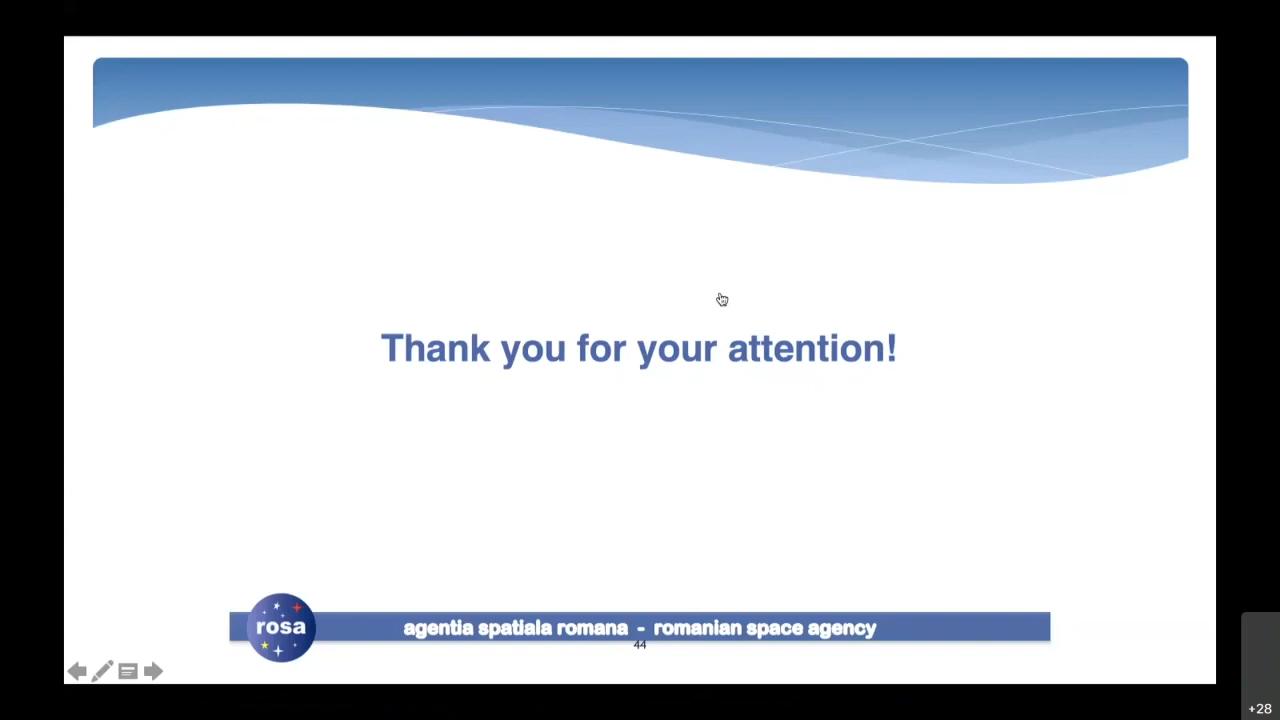 Thank you for your attention!
rosa
agentia spatiala romana - romanian space agency
44
+28